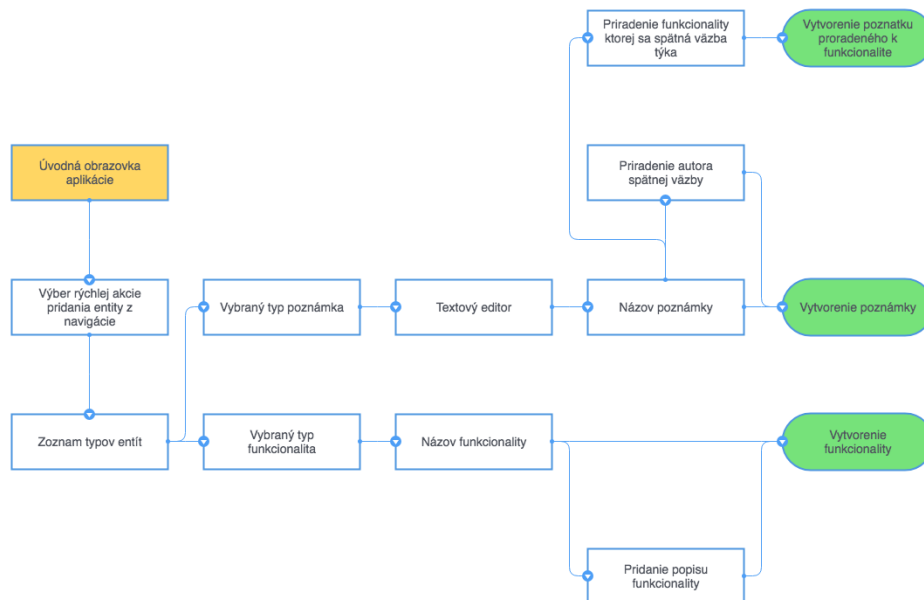 Priradenie funkcionality
ktorej sa spätná väzba
týka
Vytvorenie poznatku
proradeného k
funkcionalite
Úvodná obrazovka
aplikácie
Priradenie autora
spätnej väzby
Výber rýchlej akcie
pridania entity z
navigácie
Vybraný typ poznámka
Textový editor
Názov poznámky
Vytvorenie poznámky
Zoznam typov entít
Vybraný typ
funkcionalita
Názov funkcionality
Vytvorenie
funkcionality
Pridanie popisu
funkcionality